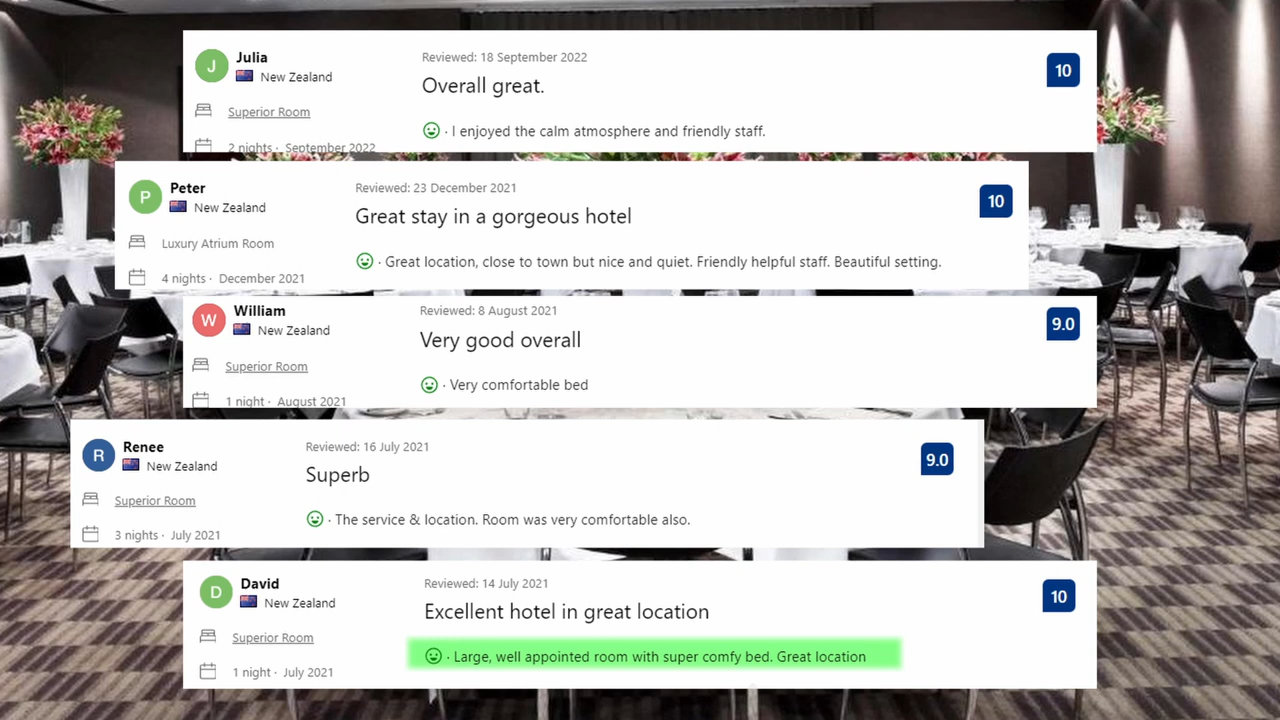 J
Julia
New Zealand
Superior Room
2 nights · September 2022
Reviewed: 18 September 2022
Overall great.
· I enjoyed the calm atmosphere and friendly staff.
10
P
Peter
New Zealand
Luxury Atrium Room
4 nights · December 2021
Reviewed: 23 December 2021
Great stay in a gorgeous hotel
· Great location, close to town but nice and quiet. Friendly helpful staff. Beautiful setting.
10
W
William
New Zealand
Superior Room
1 night · August 2021
Reviewed: 8 August 2021
Very good overall
· Very comfortable bed
9.0
R
Renee
New Zealand
Superior Room
3 nights · July 2021
Reviewed: 16 July 2021
Superb
· The service & location. Room was very comfortable also.
9.0
D
David
New Zealand
Superior Room
1 night · July 2021
Reviewed: 14 July 2021
Excellent hotel in great location
· Large, well appointed room with super comfy bed. Great location
10